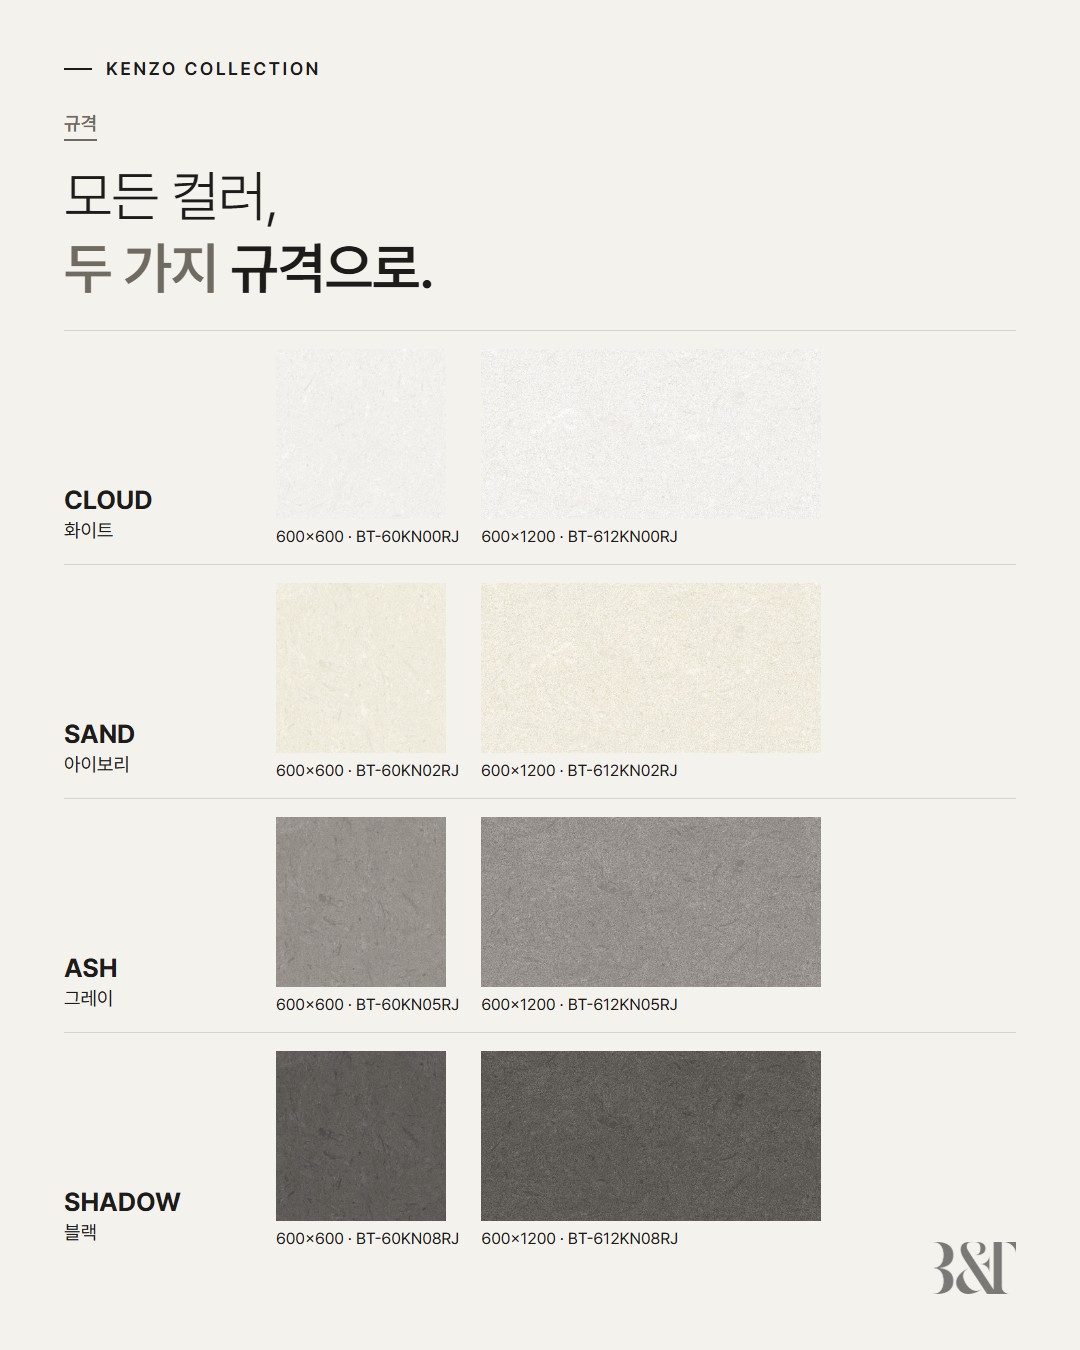 KENZO COLLECTION
규격
모든 컬러,
두 가지 규격으로.
CLOUD
화이트
600×600 · BT-60KN00RJ
600×1200 · BT-612KN00RJ
SAND
아이보리
600×600 · BT-60KN02RJ
600×1200 · BT-612KN02RJ
ASH
그레이
600×600 · BT-60KN05RJ
600×1200 · BT-612KN05RJ
SHADOW
블랙
600×600 · BT-60KN08RJ
600×1200 · BT-612KN08RJ
B&T